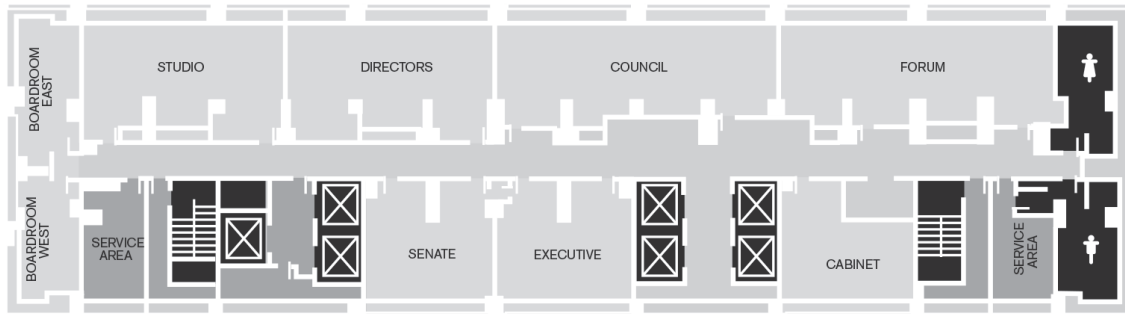 BOARDROOM
EAST
STUDIO
DIRECTORS
COUNCIL
FORUM
BOARDROOM
WEST
SERVICE
AREA
SENATE
EXECUTIVE
CABINET
SERVICE
AREA